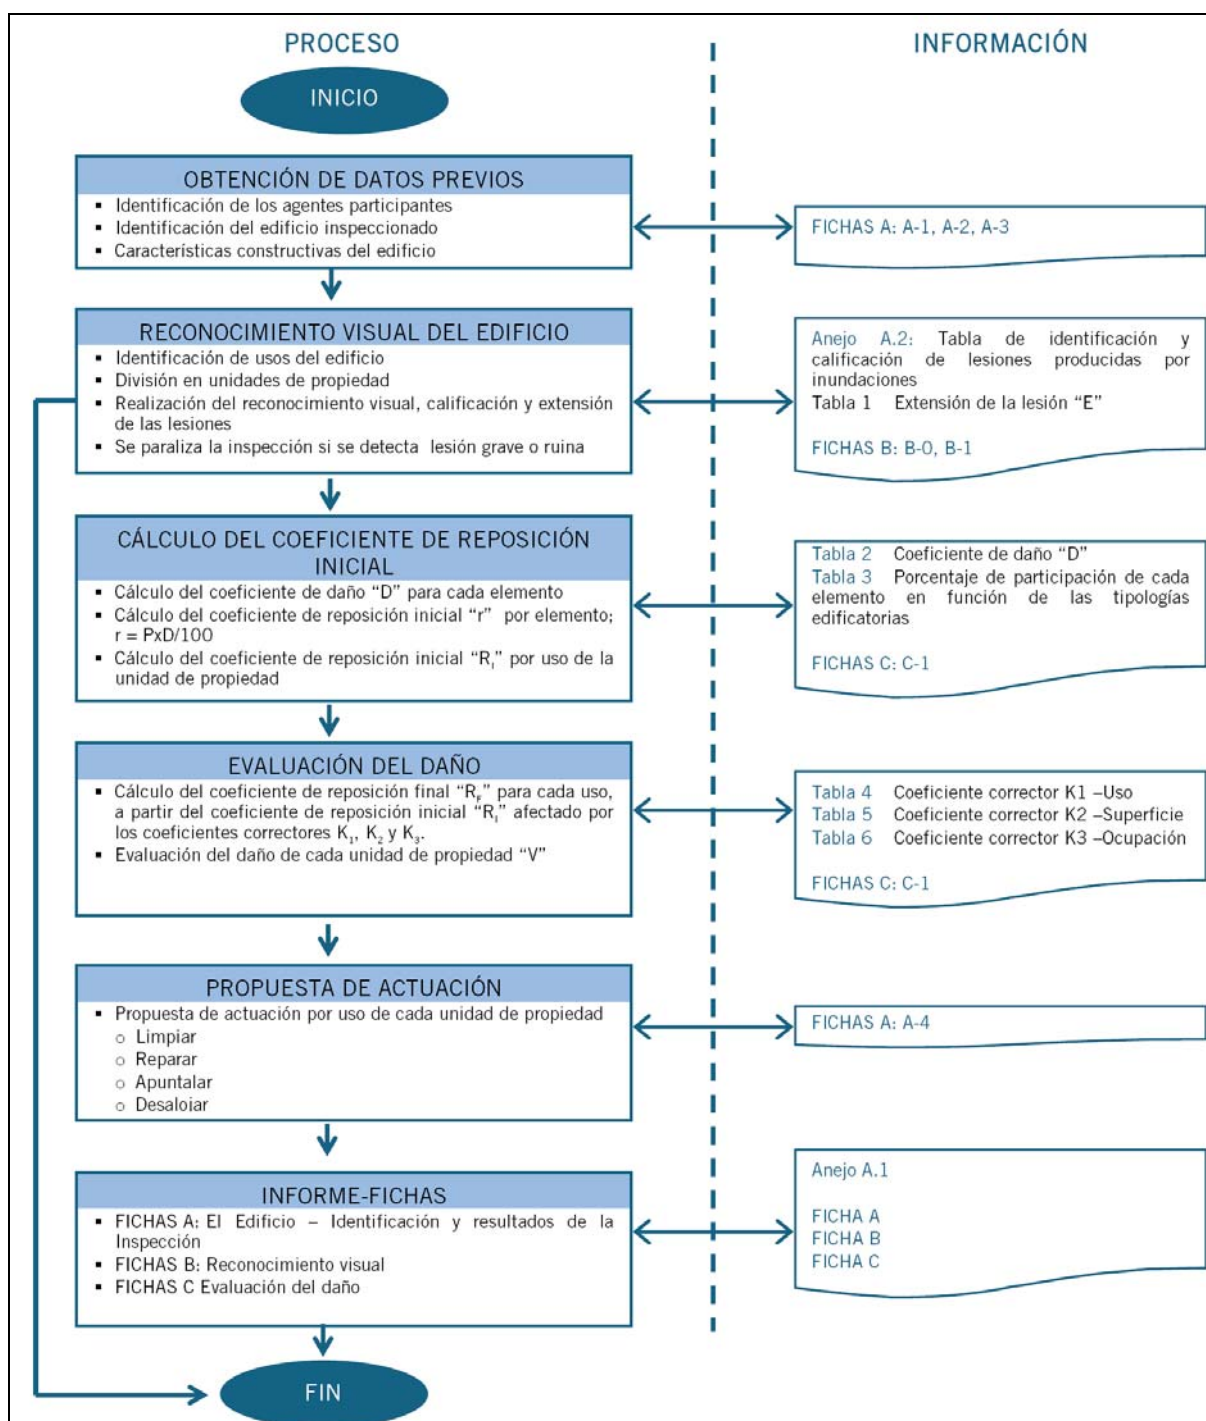 PROCESO
INFORMACIÓN
INICIO
OBTENCIÓN DE DATOS PREVIOS
▪ Identificación de los agentes participantes
▪ Identificación del edificio inspeccionado
▪ Características constructivas del edificio
FICHAS A: A-1, A-2, A-3
RECONOCIMIENTO VISUAL DEL EDIFICIO
▪ Identificación de usos del edificio
▪ División en unidades de propiedad
▪ Realización del reconocimiento visual, calificación y extensión
de las lesiones
▪ Se paraliza la inspección si se detecta lesión grave o ruina
Anejo A.2: Tabla de identificación y
calificación de lesiones producidas por
inundaciones
Tabla 1 Extensión de la lesión “E”
FICHAS B: B-0, B-1
CÁLCULO DEL COEFICIENTE DE REPOSICIÓN
INICIAL
▪ Cálculo del coeficiente de daño “D” para cada elemento
▪ Cálculo del coeficiente de reposición inicial “r” por elemento;
r = PxD/100
▪ Cálculo del coeficiente de reposición inicial “R_I” por uso de la
unidad de propiedad
Tabla 2 Coeficiente de daño “D”
Tabla 3 Porcentaje de participación de cada
elemento en función de las tipologías
edificatorias
FICHAS C: C-1
EVALUACIÓN DEL DAÑO
▪ Cálculo del coeficiente de reposición final “R_F” para cada uso,
a partir del coeficiente de reposición inicial “R_I” afectado por
los coeficientes correctores K₁, K₂ y K₃.
▪ Evaluación del daño de cada unidad de propiedad “V”
Tabla 4 Coeficiente corrector K1 –Uso
Tabla 5 Coeficiente corrector K2 –Superficie
Tabla 6 Coeficiente corrector K3 –Ocupación
FICHAS C: C-1
PROPUESTA DE ACTUACIÓN
▪ Propuesta de actuación por uso de cada unidad de propiedad
o Limpiar
o Reparar
o Apuntalar
o Desalojar
FICHAS A: A-4
INFORME-FICHAS
▪ FICHAS A: El Edificio – Identificación y resultados de la
Inspección
▪ FICHAS B: Reconocimiento visual
▪ FICHAS C Evaluación del daño
Anejo A.1
FICHA A
FICHA B
FICHA C
FIN